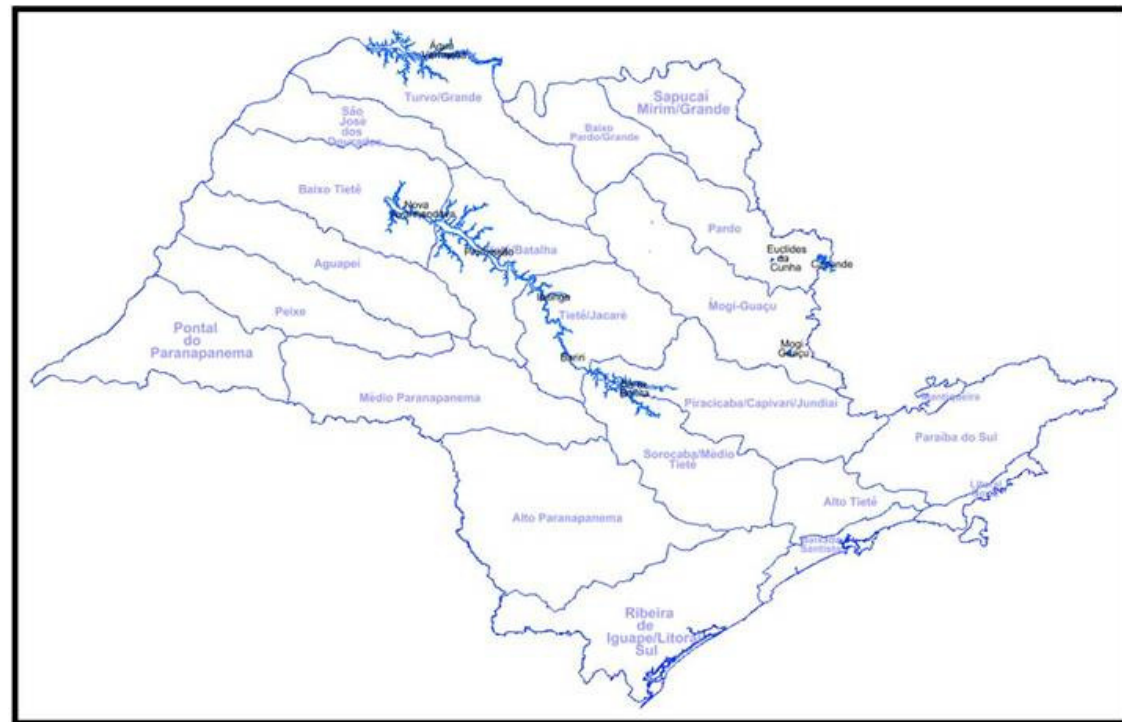 Água
Vermelha
Turvo/Grande
Sapucaí
Mirim/Grande
São
José
dos
Dourados
Baixo
Pardo/Grande
Baixo Tietê
Nova
Pardo
Euclides
da
Cunha
Aguapeí
/Batalha
Ibitinga
Tietê/Jacaré
Mogi-Guaçu
Peixe
Pontal
do
Paranapanema
Mogi
Guaçu
Bariri
Médio Paranapanema
Barra
Bonita
Piracicaba/Capivari/Jundiaí
Mantiqueira
Paraíba do Sul
Sorocaba/Médio
Tietê
Litoral
Norte
Alto Tietê
Alto Paranapanema
Baixada
Santista
Ribeira
de
Iguape/Litoral
Sul